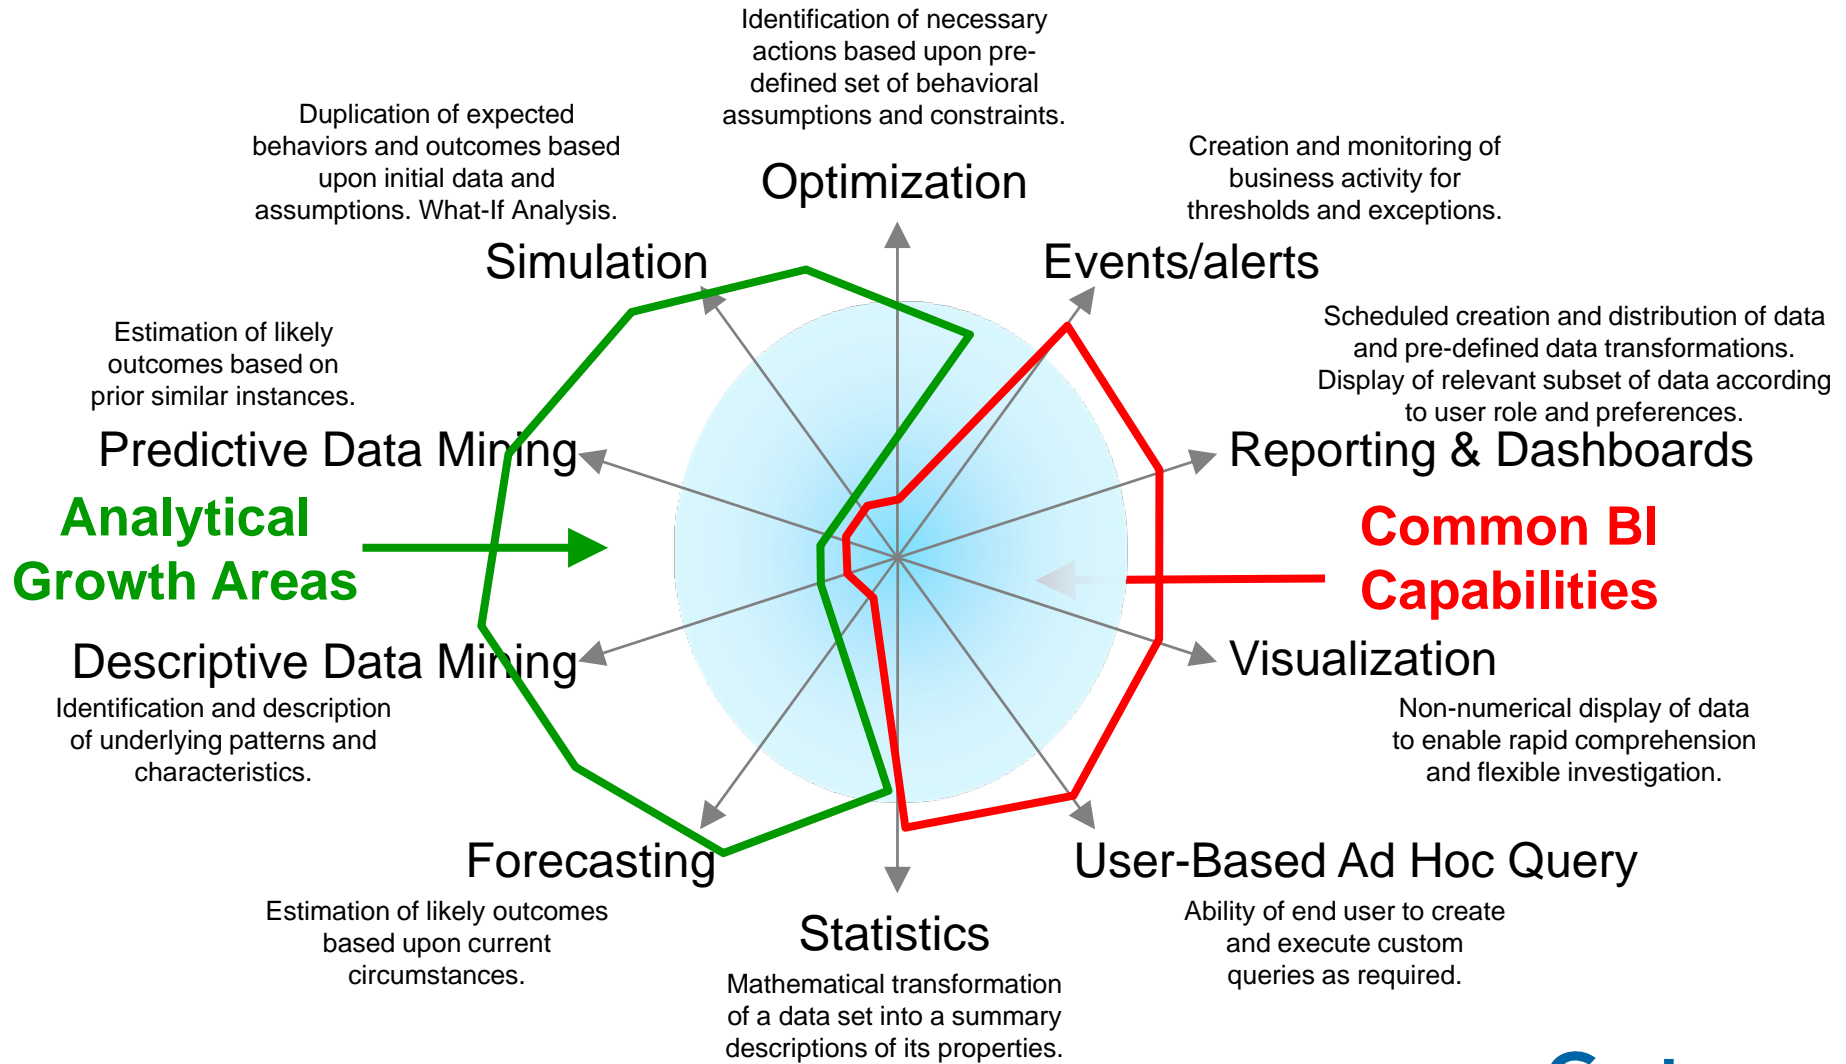 Identification of necessary
actions based upon pre-
defined set of behavioral
assumptions and constraints.
Optimization
Duplication of expected
behaviors and outcomes based
upon initial data and
assumptions. What-If Analysis.
Simulation
Creation and monitoring of
business activity for
thresholds and exceptions.
Events/alerts
Estimation of likely
outcomes based on
prior similar instances.
Predictive Data Mining
Scheduled creation and distribution of data
and pre-defined data transformations.
Display of relevant subset of data according
to user role and preferences.
Reporting & Dashboards
Analytical
Growth Areas
Common BI
Capabilities
Descriptive Data Mining
Identification and description
of underlying patterns and
characteristics.
Visualization
Non-numerical display of data
to enable rapid comprehension
and flexible investigation.
Forecasting
Estimation of likely outcomes
based upon current
circumstances.
Statistics
Mathematical transformation
of a data set into a summary
descriptions of its properties.
User-Based Ad Hoc Query
Ability of end user to create
and execute custom
queries as required.